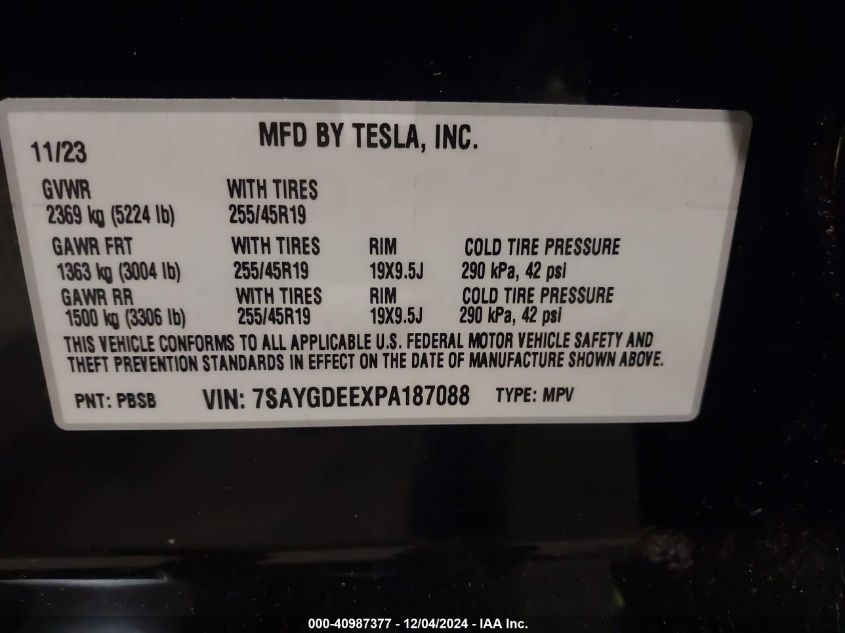 MFD BY TESLA, INC.
11/23
GVWR WITH TIRES
2369 kg (5224 lb) 255/45R19
GAWR FRT WITH TIRES RIM COLD TIRE PRESSURE
1363 kg (3004 lb) 255/45R19 19X9.5J 290 kPa, 42 psi
GAWR RR WITH TIRES RIM COLD TIRE PRESSURE
1500 kg (3306 lb) 255/45R19 19X9.5J 290 kPa, 42 psi
THIS VEHICLE CONFORMS TO ALL APPLICABLE U.S. FEDERAL MOTOR VEHICLE SAFETY AND
THEFT PREVENTION STANDARDS IN EFFECT ON THE DATE OF MANUFACTURE SHOWN ABOVE.
PNT: PBSB VIN: 7SAYGDEEXPA187088 TYPE: MPV
000-40987377 - 12/04/2024 - IAA Inc.